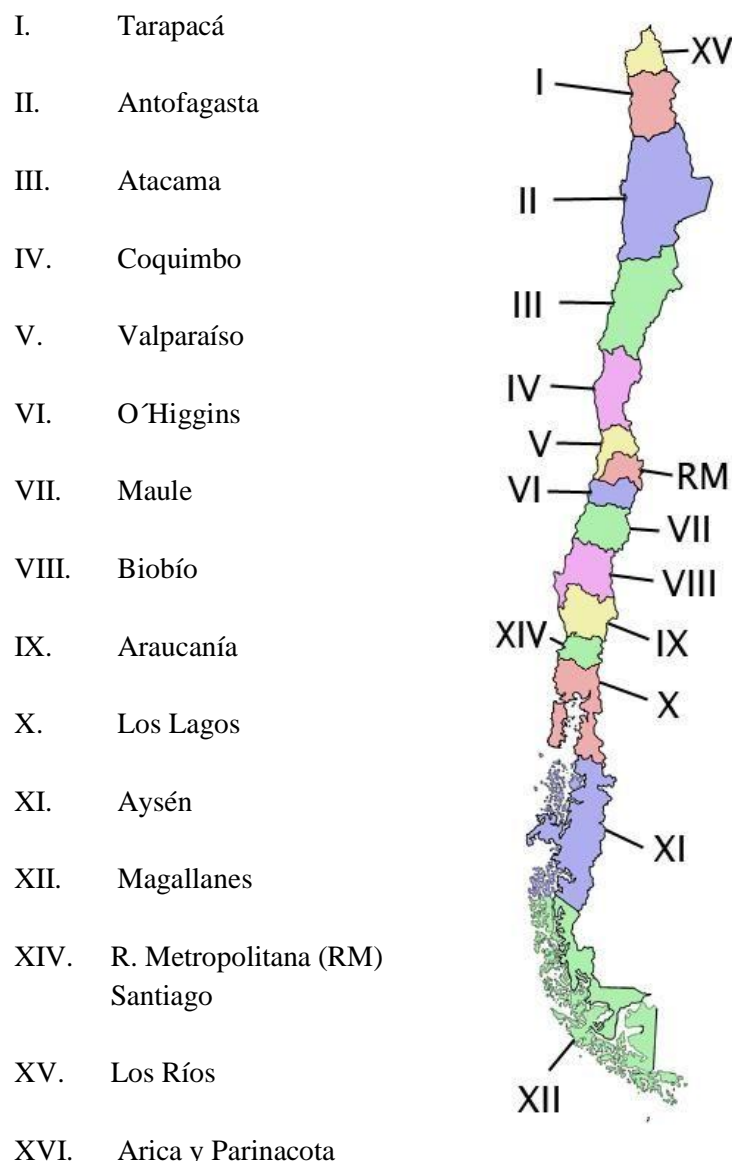 I. Tarapacá
II. Antofagasta
III. Atacama
IV. Coquimbo
V. Valparaíso
VI. O´Higgins
VII. Maule
VIII. Biobío
IX. Araucanía
X. Los Lagos
XI. Aysén
XII. Magallanes
XIV. R. Metropolitana (RM)
Santiago
XV. Los Ríos
XVI. Arica y Parinacota
XV
I
II
III
IV
V
RM
VI
VII
VIII
XIV
IX
X
XI
XII